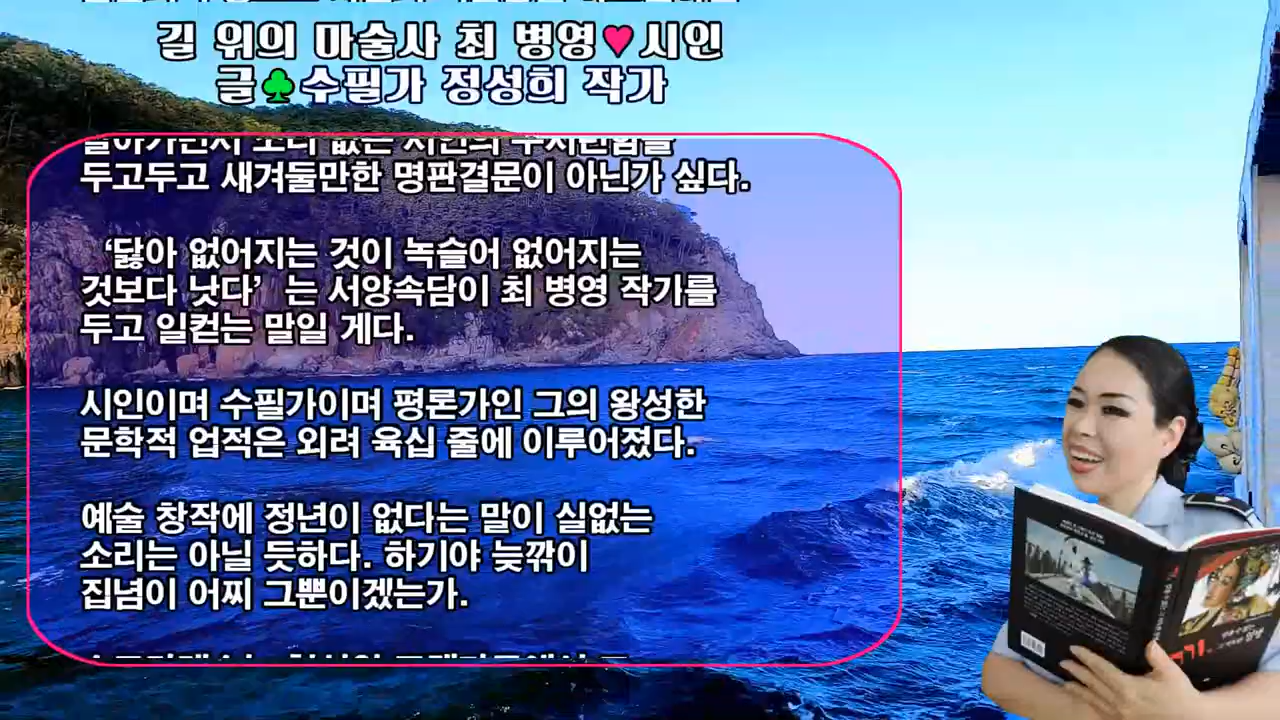 길 위의 마술사 최 병영♥시인
글♣수필가 정성희 작가
두고두고 새겨둘만한 명판결문이 아닌가 싶다.
‘닳아 없어지는 것이 녹슬어 없어지는
것보다 낫다’ 는 서양속담이 최 병영 작가를
두고 일컫는 말일 게다.
시인이며 수필가이며 평론가인 그의 왕성한
문학적 업적은 외려 육십 줄에 이루어졌다.
예술 창작에 정년이 없다는 말이 실없는
소리는 아닐 듯하다. 하기야 늦깎이
집념이 어찌 그뿐이겠는가.